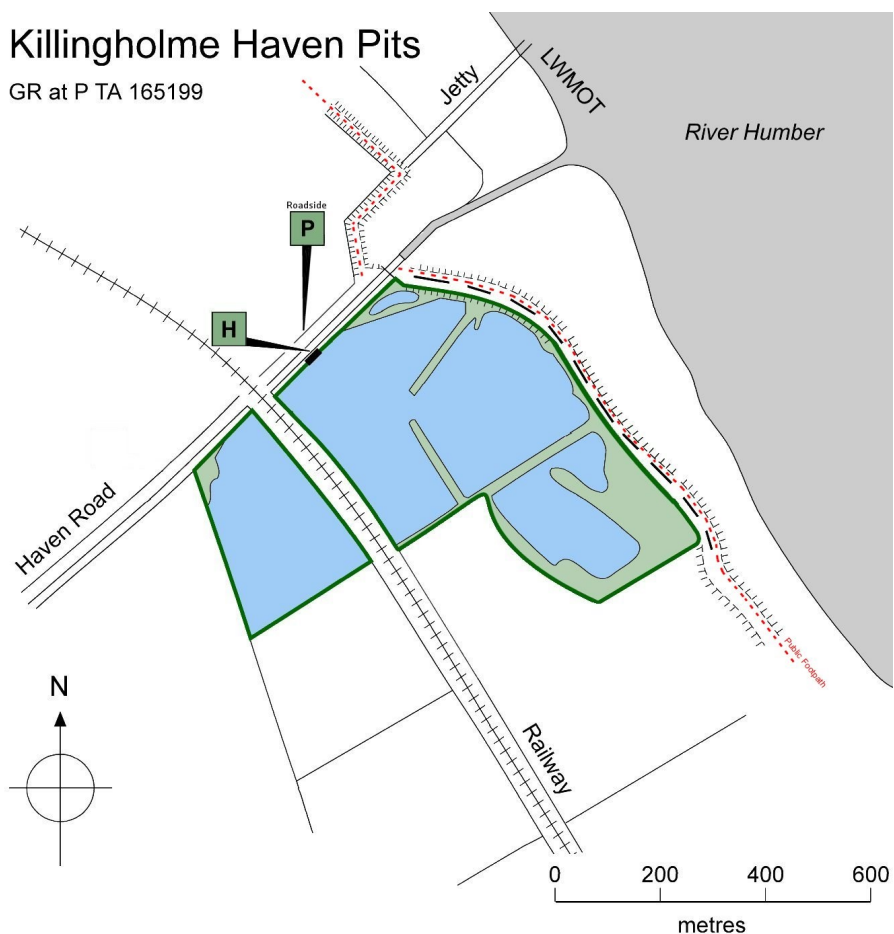 Killingholme Haven Pits
GR at P TA 165199
Jetty
LWMOT
River Humber
Roadside
P
H
Haven Road
Public Footpath
N
Railway
0 200 400 600
metres